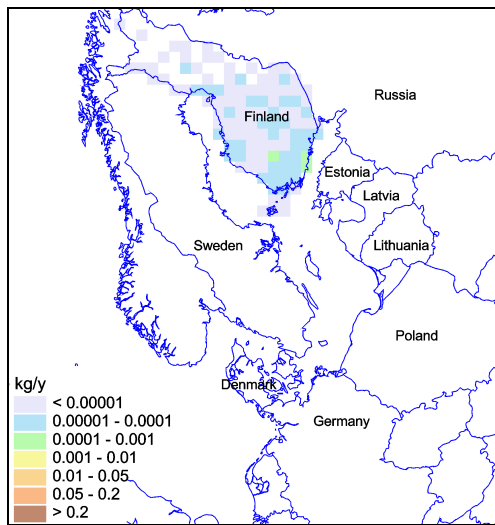 Russia
Finland
Estonia
Latvia
Sweden
Lithuania
Poland
Denmark
Germany
kg/y
< 0.00001
0.00001 - 0.0001
0.0001 - 0.001
0.001 - 0.01
0.01 - 0.05
0.05 - 0.2
> 0.2